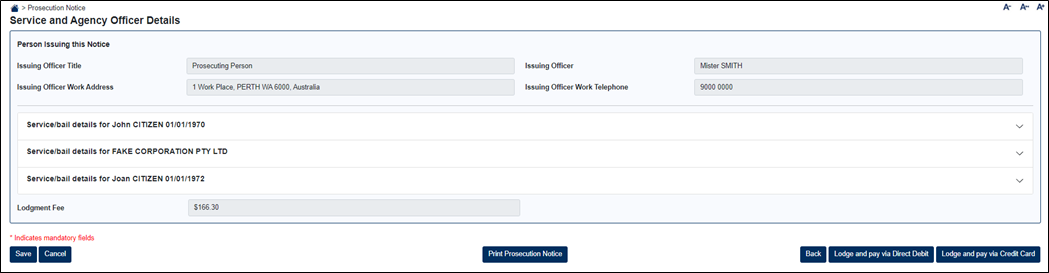 > Prosecution Notice
A- A~ A+
Service and Agency Officer Details
Person Issuing this Notice
Issuing Officer Title Prosecuting Person Issuing Officer Mister SMITH
Issuing Officer Work Address 1 Work Place, PERTH WA 6000, Australia Issuing Officer Work Telephone 9000 0000
Service/bail details for John CITIZEN 01/01/1970
Service/bail details for FAKE CORPORATION PTY LTD
Service/bail details for Joan CITIZEN 01/01/1972
Lodgment Fee $166.30
* Indicates mandatory fields
Save Cancel Print Prosecution Notice Back Lodge and pay via Direct Debit Lodge and pay via Credit Card